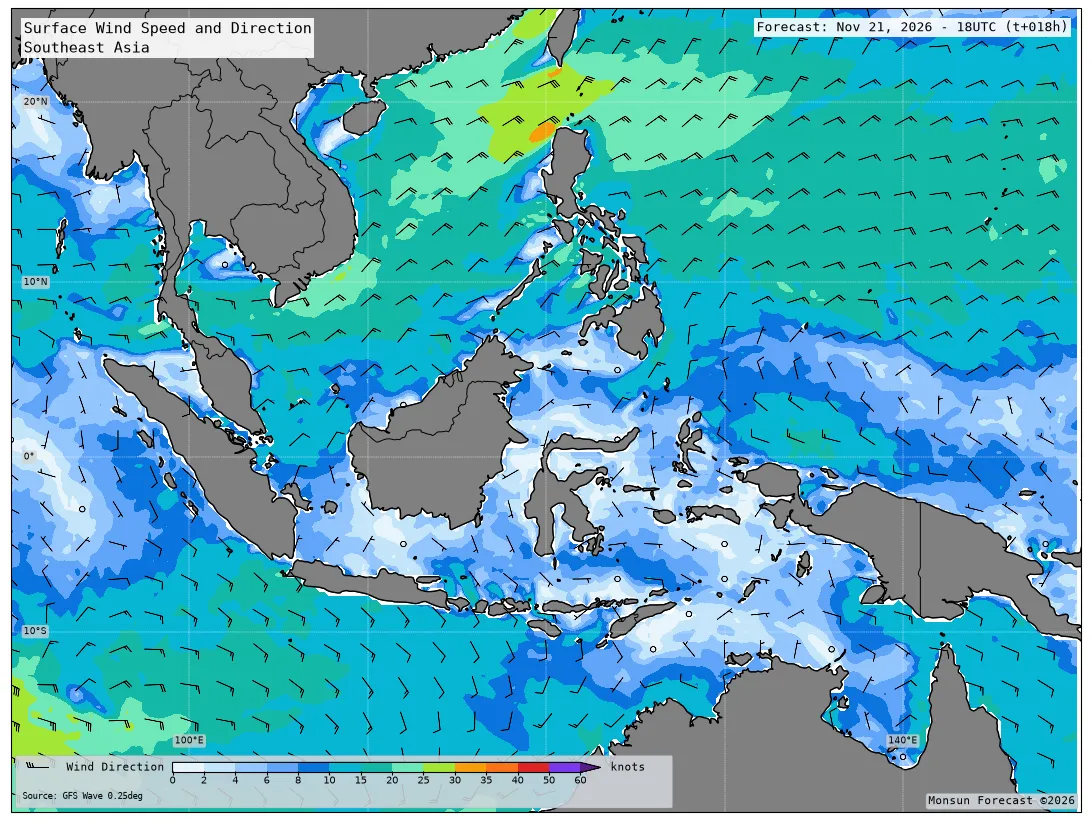 Surface Wind Speed and Direction
Southeast Asia
Forecast: Nov 21, 2026 - 18UTC (t+018h)
20°N
10°N
0°
10°S
100°E
140°E
Wind Direction
0 2 4 6 8 10 15 20 25 30 35 40 50 60
knots
Source: GFS Wave 0.25deg
Monsun Forecast ©2026